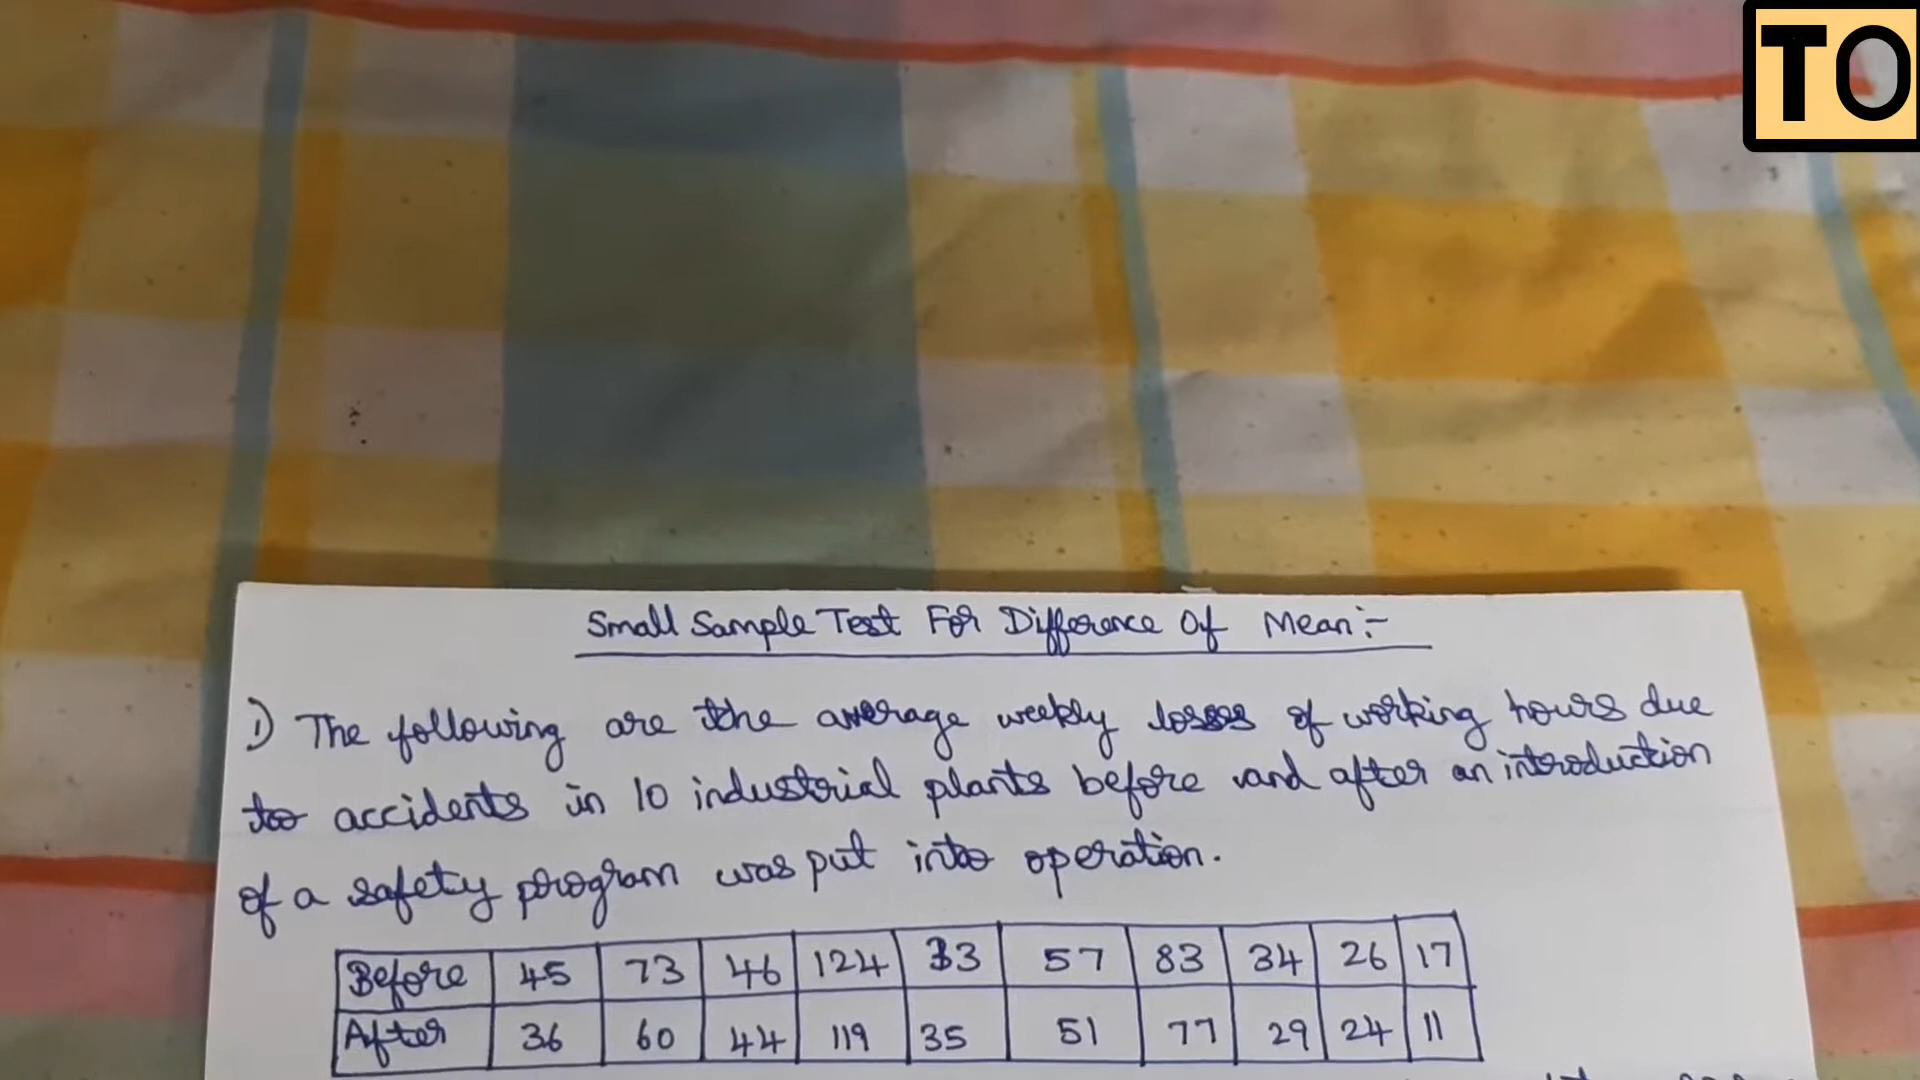 TO
Small Sample Test For Difference Of Mean:-
1) The following are the average weekly losses of working hours due
to accidents in 10 industrial plants before and after an introduction
of a safety program was put into operation.
Before 45 73 46 124 33 57 83 34 26 17
After 36 60 44 119 35 51 77 29 24 11